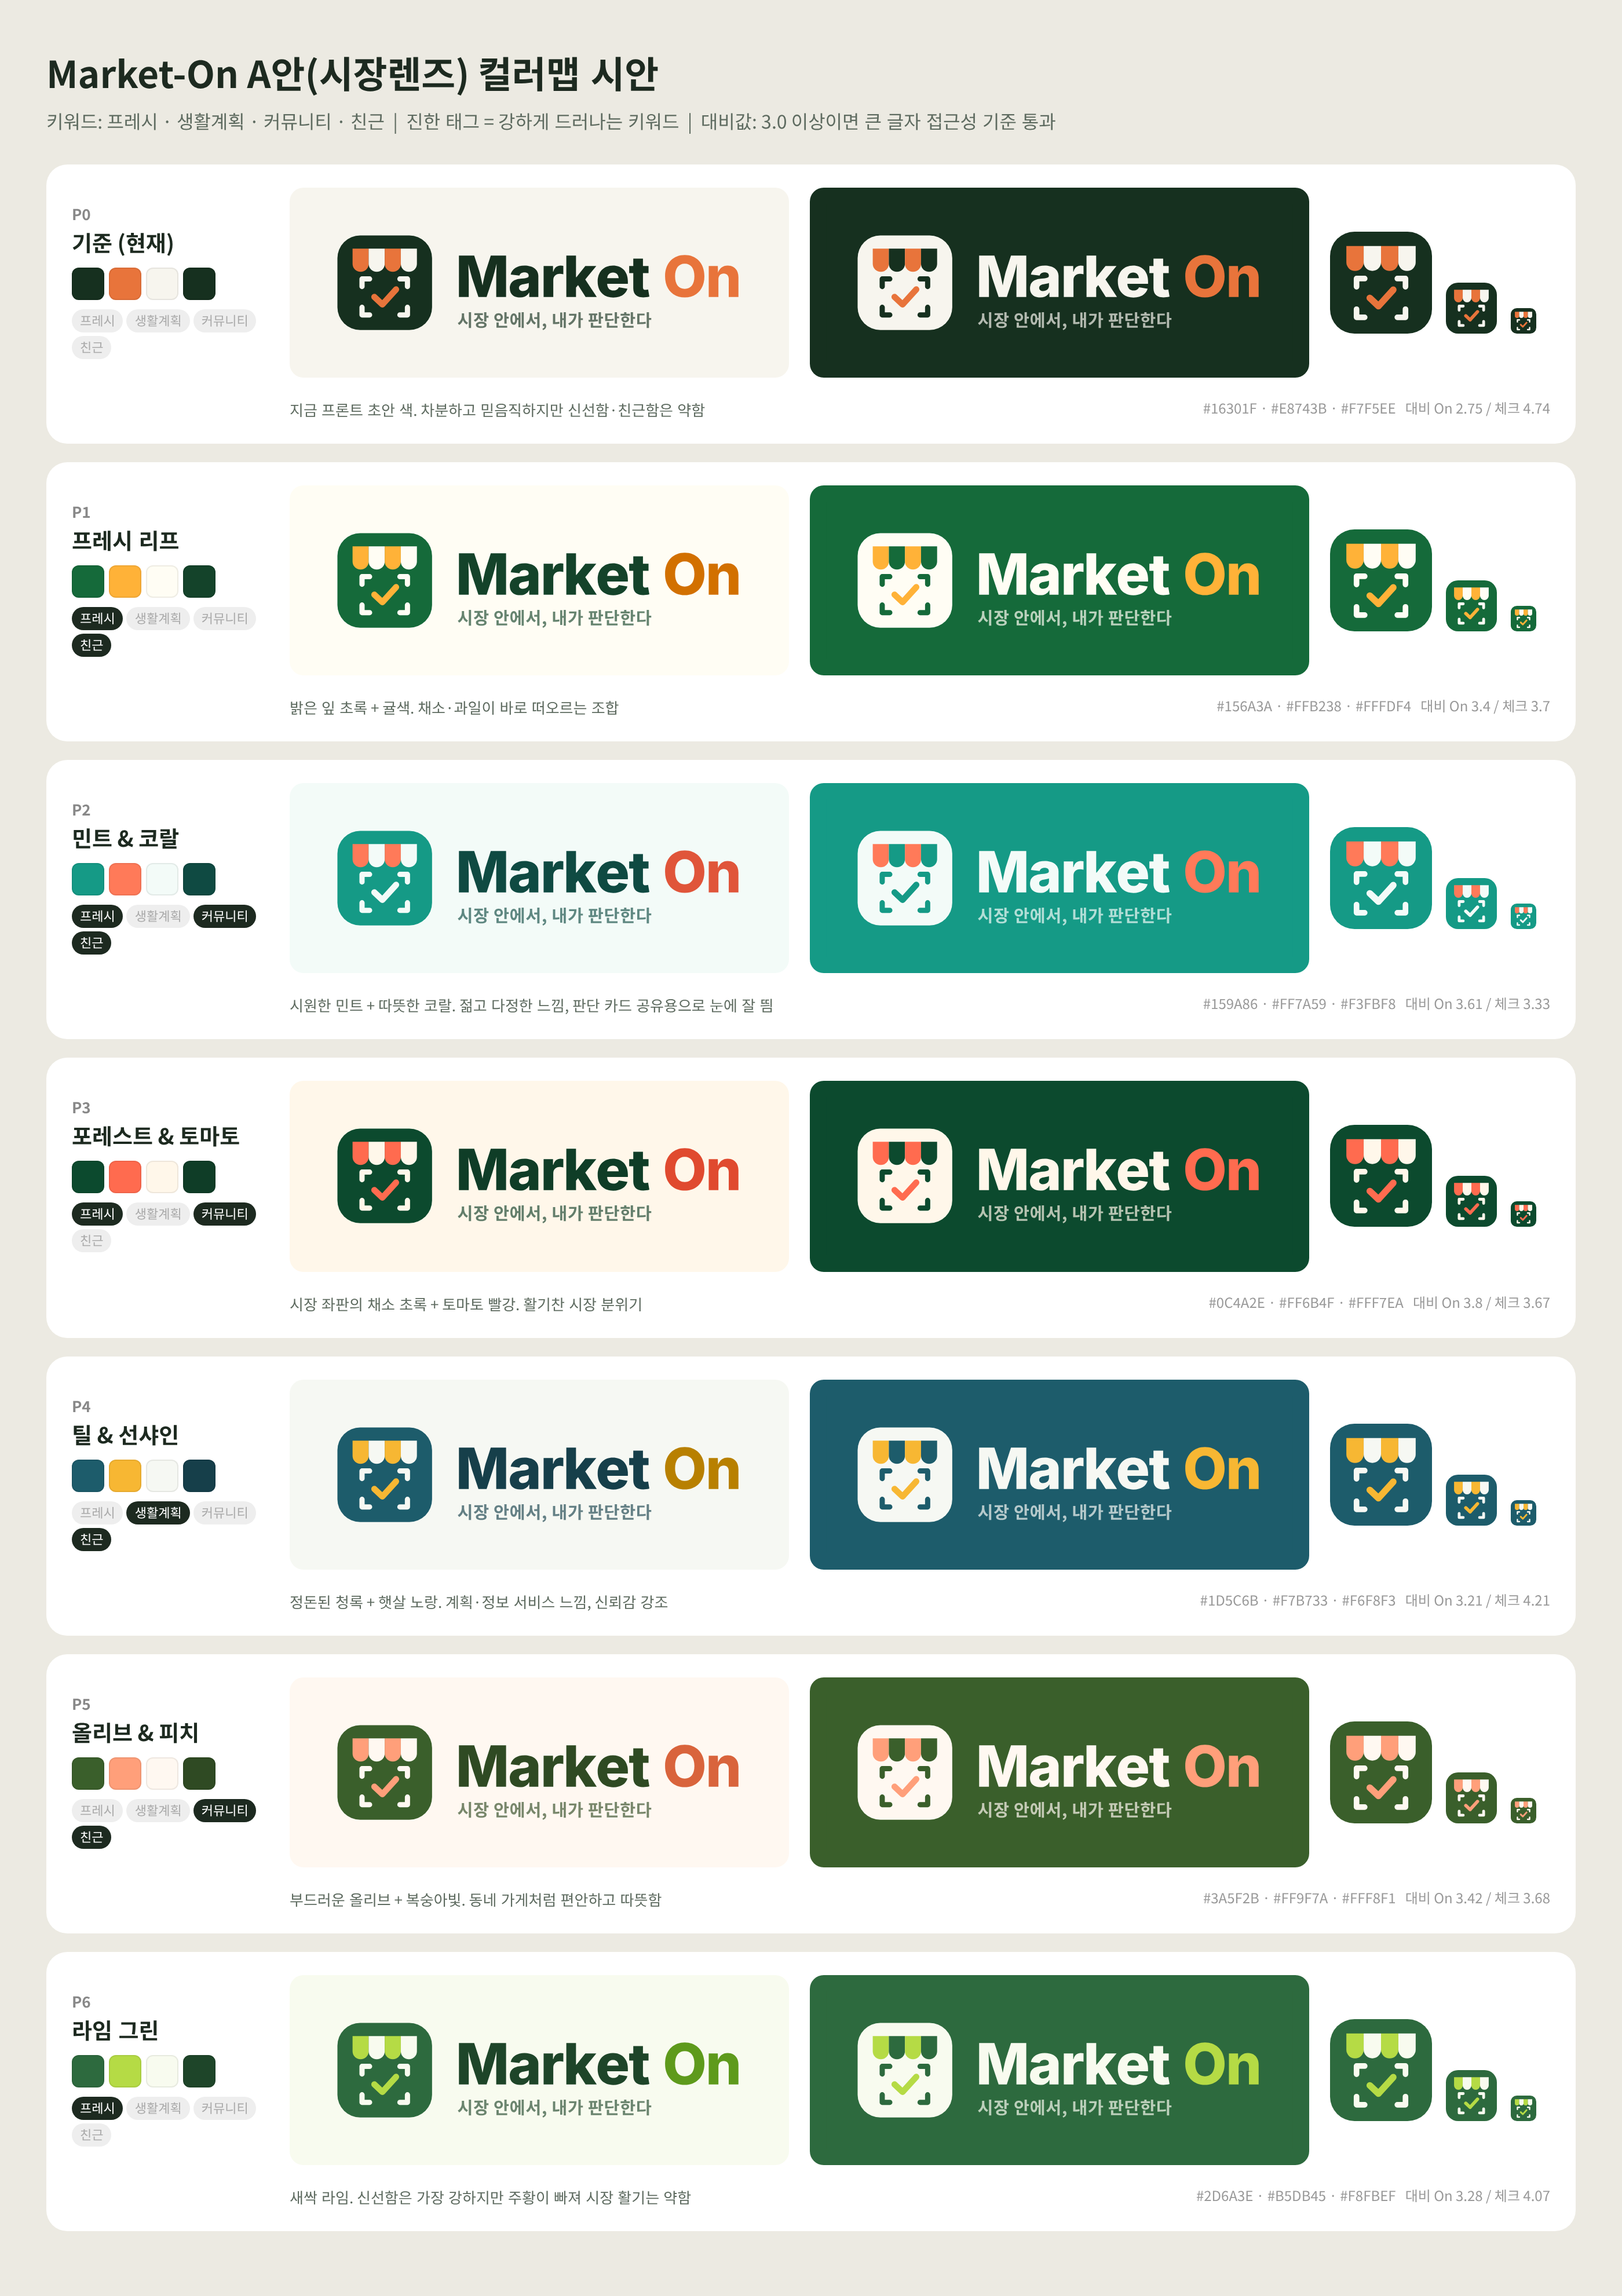 Market-On A안(시장렌즈) 컬러맵 시안
키워드: 프레시 · 생활계획 · 커뮤니티 · 친근 | 진한 태그 = 강하게 드러나는 키워드 | 대비값: 3.0 이상이면 큰 글자 접근성 기준 통과
P0
기준 (현재)
프레시 생활계획 커뮤니티
친근
Market On
시장 안에서, 내가 판단한다
Market On
시장 안에서, 내가 판단한다
지금 프론트 초안 색. 차분하고 믿음직하지만 신선함·친근함은 약함
#16301F · #E8743B · #F7F5EE 대비 On 2.75 / 체크 4.74
P1
프레시 리프
프레시 생활계획 커뮤니티
친근
Market On
시장 안에서, 내가 판단한다
Market On
시장 안에서, 내가 판단한다
밝은 잎 초록 + 귤색. 채소·과일이 바로 떠오르는 조합
#156A3A · #FFB238 · #FFFDF4 대비 On 3.4 / 체크 3.7
P2
민트 & 코랄
프레시 생활계획 커뮤니티
친근
Market On
시장 안에서, 내가 판단한다
Market On
시장 안에서, 내가 판단한다
시원한 민트 + 따뜻한 코랄. 젊고 다정한 느낌, 판단 카드 공유용으로 눈에 잘 띔
#159A86 · #FF7A59 · #F3FBF8 대비 On 3.61 / 체크 3.33
P3
포레스트 & 토마토
프레시 생활계획 커뮤니티
친근
Market On
시장 안에서, 내가 판단한다
Market On
시장 안에서, 내가 판단한다
시장 좌판의 채소 초록 + 토마토 빨강. 활기찬 시장 분위기
#0C4A2E · #FF6B4F · #FFF7EA 대비 On 3.8 / 체크 3.67
P4
틸 & 선샤인
프레시 생활계획 커뮤니티
친근
Market On
시장 안에서, 내가 판단한다
Market On
시장 안에서, 내가 판단한다
정돈된 청록 + 햇살 노랑. 계획·정보 서비스 느낌, 신뢰감 강조
#1D5C6B · #F7B733 · #F6F8F3 대비 On 3.21 / 체크 4.21
P5
올리브 & 피치
프레시 생활계획 커뮤니티
친근
Market On
시장 안에서, 내가 판단한다
Market On
시장 안에서, 내가 판단한다
부드러운 올리브 + 복숭아빛. 동네 가게처럼 편안하고 따뜻함
#3A5F2B · #FF9F7A · #FFF8F1 대비 On 3.42 / 체크 3.68
P6
라임 그린
프레시 생활계획 커뮤니티
친근
Market On
시장 안에서, 내가 판단한다
Market On
시장 안에서, 내가 판단한다
새싹 라임. 신선함은 가장 강하지만 주황이 빠져 시장 활기는 약함
#2D6A3E · #B5DB45 · #F8FBEF 대비 On 3.28 / 체크 4.07